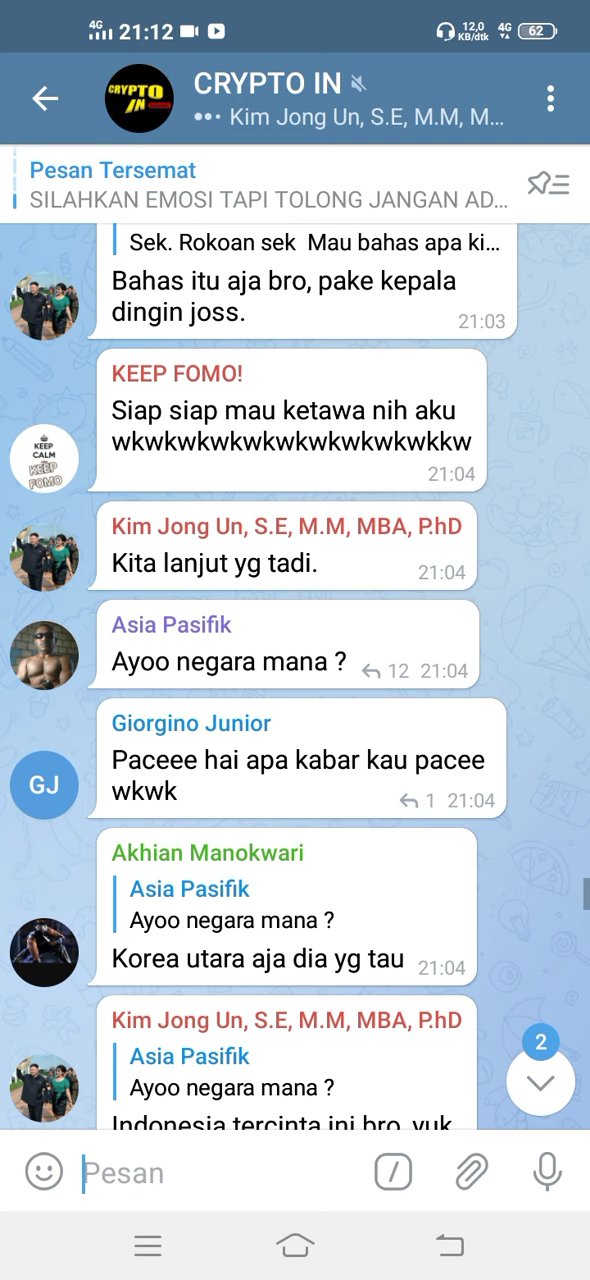 4G 21:12
12,0 KB/dtk 4G 62
CRYPTO IN
CRYPTO IN
Kim Jong Un, S.E, M.M, M...
Pesan Tersemat
SILAHKAN EMOSI TAPI TOLONG JANGAN AD...
Sek. Rokoan sek Mau bahas apa ki...
Bahas itu aja bro, pake kepala
dingin joss.
21:03
KEEP FOMO!
Siap siap mau ketawa nih aku
wkwkwkwkwkwkwkwkwkwkwkkw
21:04
KEEP
CALM
KEEP
FOMO
Kim Jong Un, S.E, M.M, MBA, P.hD
Kita lanjut yg tadi.
21:04
Asia Pasifik
Ayoo negara mana ?
12 21:04
Giorgino Junior
Paceee hai apa kabar kau pacee
wkwk
1 21:04
GJ
Akhian Manokwari
Asia Pasifik
Ayoo negara mana ?
Korea utara aja dia yg tau
21:04
Kim Jong Un, S.E, M.M, MBA, P.hD
Asia Pasifik
Ayoo negara mana ?
Indonesia tercinta ini bro, yuk
2
Pesan